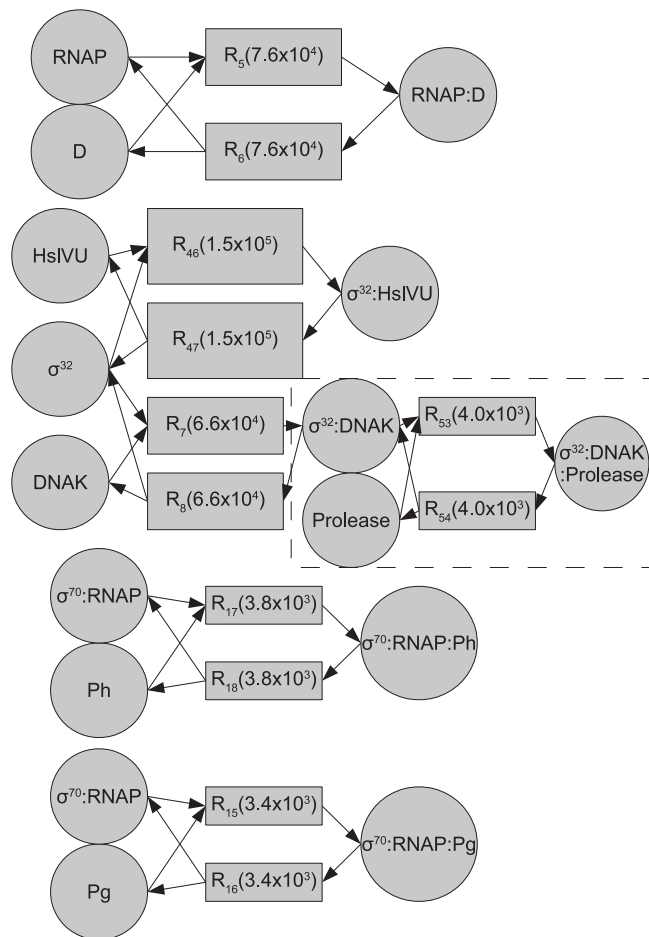 RNAP
R₅(7.6x10⁴)
RNAP:D
D
R₆(7.6x10⁴)
HslVU
R₄₆(1.5x10⁵)
σ³²:HslVU
R₄₇(1.5x10⁵)
σ³²
R₇(6.6x10⁴)
σ³²:DNAK
R₅₃(4.0x10³)
σ³²:DNAK
:Prolease
DNAK
R₈(6.6x10⁴)
Prolease
R₅₄(4.0x10³)
σ⁷⁰:RNAP
R₁₇(3.8x10³)
σ⁷⁰:RNAP:Ph
Ph
R₁₈(3.8x10³)
σ⁷⁰:RNAP
R₁₅(3.4x10³)
σ⁷⁰:RNAP:Pg
Pg
R₁₆(3.4x10³)